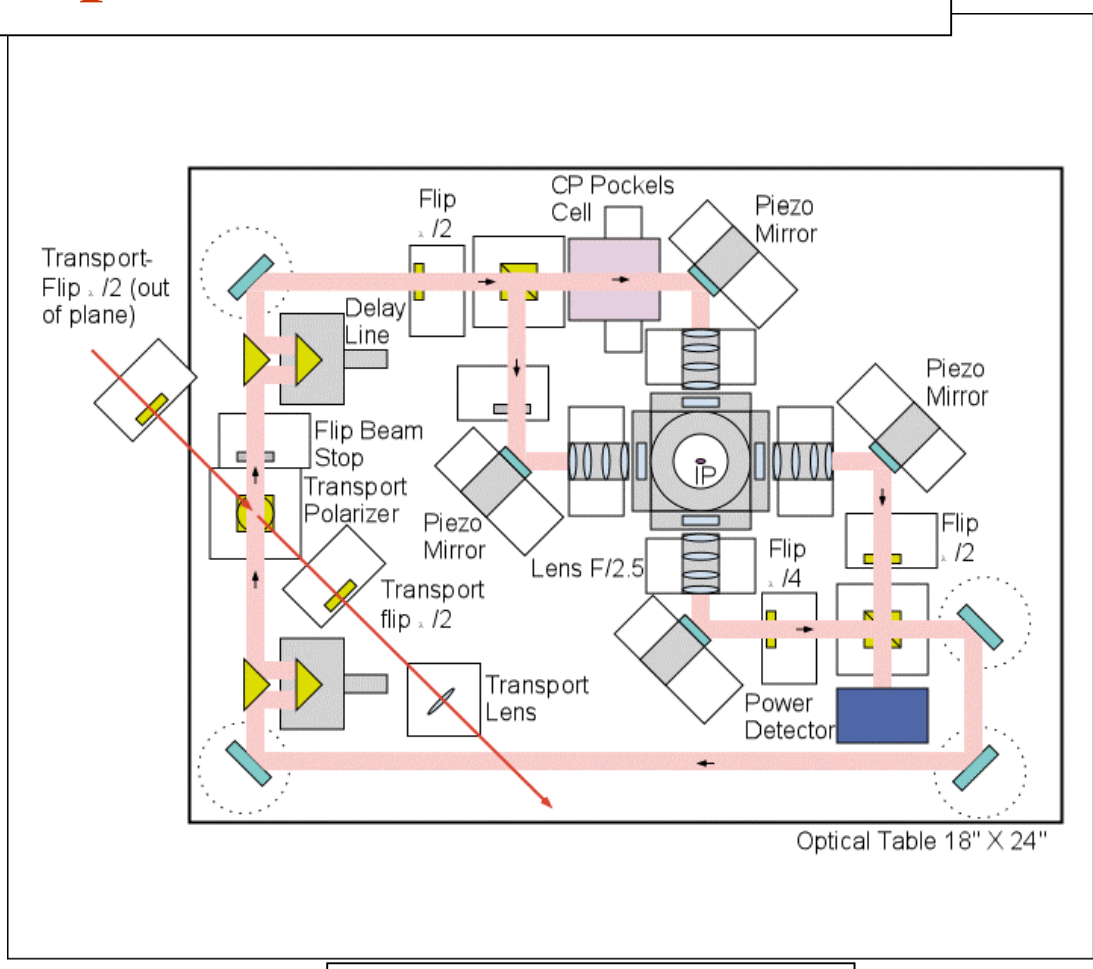 CP Pockels
Cell
Flip
λ /2
Piezo
Mirror
Transport-
Flip λ /2 (out
of plane)
Delay
Line
Piezo
Mirror
Flip Beam
Stop
Transport
Polarizer
IP
Piezo
Mirror
Flip
λ /2
Lens F/2.5
Flip
λ /4
Transport
flip λ /2
Transport
Lens
Power
Detector
Optical Table 18" X 24"